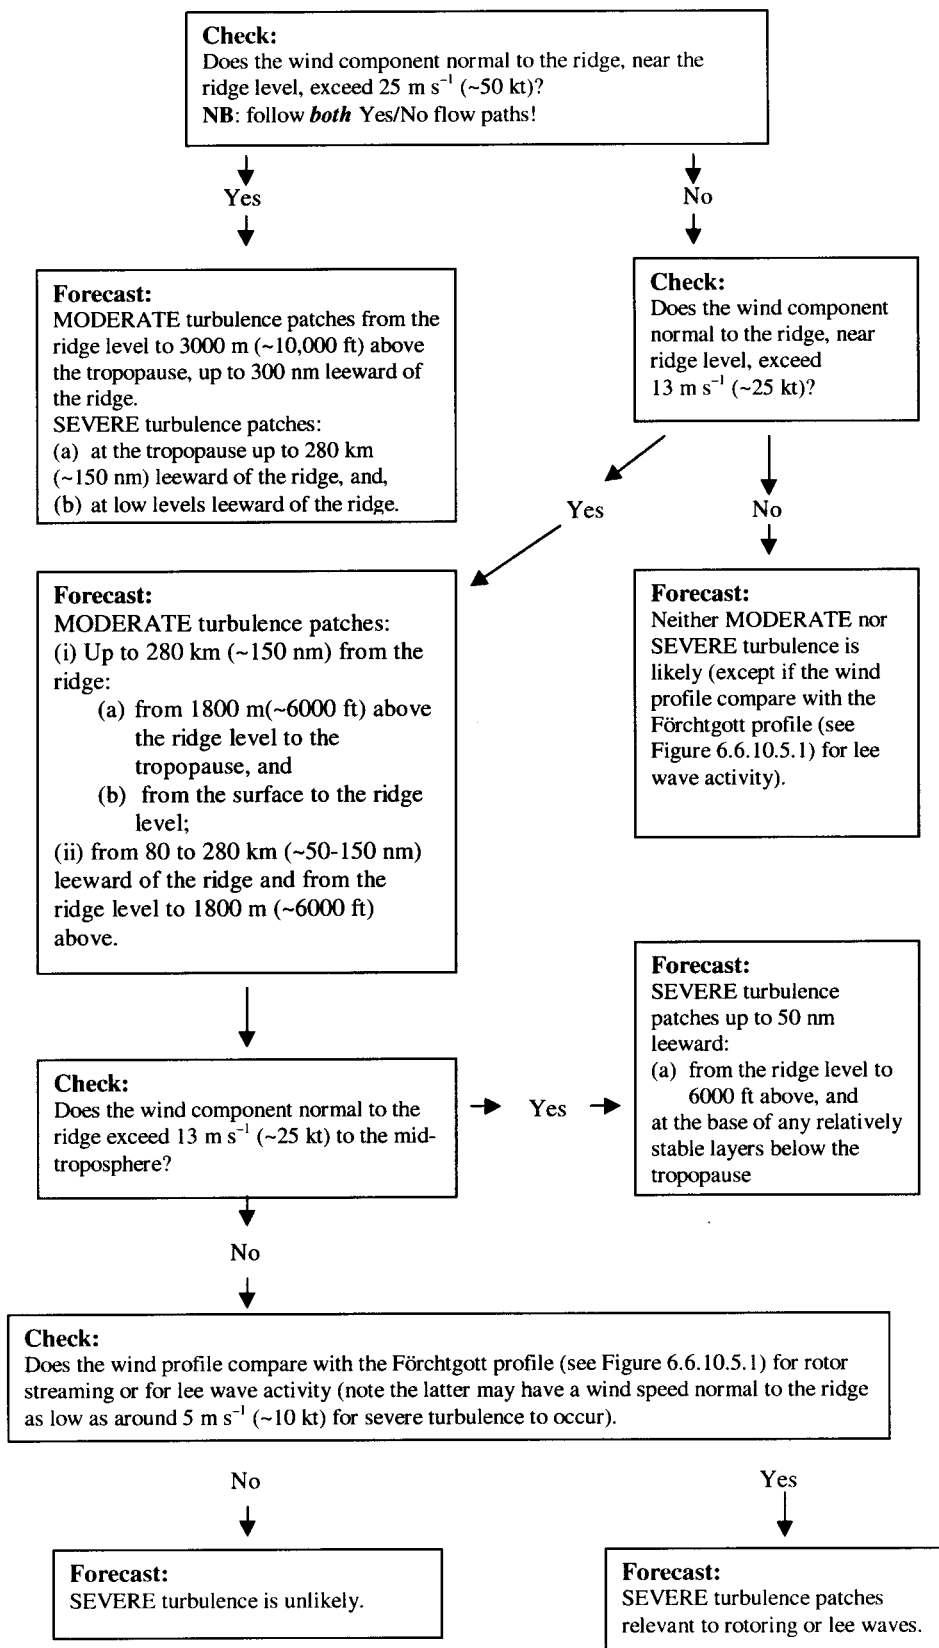 Check:
Does the wind component normal to the ridge, near the
ridge level, exceed 25 m s⁻¹ (~50 kt)?
NB: follow both Yes/No flow paths!
Yes
No
Forecast:
MODERATE turbulence patches from the
ridge level to 3000 m (~10,000 ft) above
the tropopause, up to 300 nm leeward of
the ridge.
SEVERE turbulence patches:
(a) at the tropopause up to 280 km
(~150 nm) leeward of the ridge, and,
(b) at low levels leeward of the ridge.
Check:
Does the wind component
normal to the ridge, near
ridge level, exceed
13 m s⁻¹ (~25 kt)?
Yes
No
Forecast:
MODERATE turbulence patches:
(i) Up to 280 km (~150 nm) from the
ridge:
(a) from 1800 m(~6000 ft) above
the ridge level to the
tropopause, and
(b) from the surface to the ridge
level;
(ii) from 80 to 280 km (~50-150 nm)
leeward of the ridge and from the
ridge level to 1800 m (~6000 ft)
above.
Forecast:
Neither MODERATE nor
SEVERE turbulence is
likely (except if the wind
profile compare with the
Förchtgott profile (see
Figure 6.6.10.5.1) for lee
wave activity).
Check:
Does the wind component normal to the
ridge exceed 13 m s⁻¹ (~25 kt) to the mid-
troposphere?
Yes
Forecast:
SEVERE turbulence
patches up to 50 nm
leeward:
(a) from the ridge level to
6000 ft above, and
at the base of any relatively
stable layers below the
tropopause
No
Check:
Does the wind profile compare with the Förchtgott profile (see Figure 6.6.10.5.1) for rotor
streaming or for lee wave activity (note the latter may have a wind speed normal to the ridge
as low as around 5 m s⁻¹ (~10 kt) for severe turbulence to occur).
No
Yes
Forecast:
SEVERE turbulence is unlikely.
Forecast:
SEVERE turbulence patches
relevant to rotoring or lee waves.